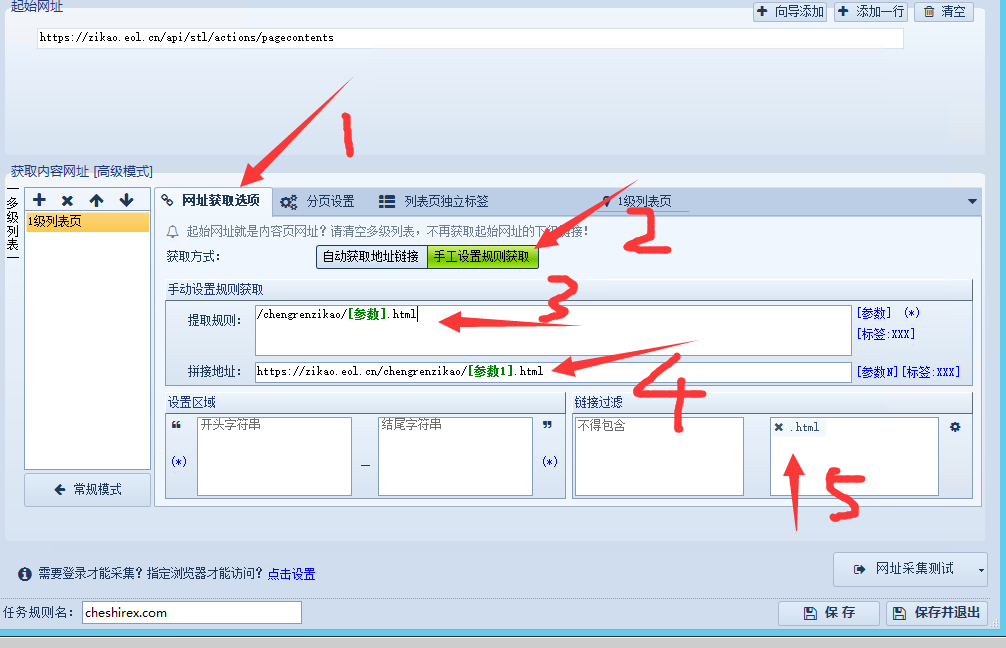 起始网址
向导添加 添加一行 清空
https://zikao.eol.cn/api/stl/actions/pagecontents
1
获取内容网址 [高级模式]
多级列表
1级列表页
网址获取选项 分页设置 列表页独立标签 1级列表页
起始网址就是内容页网址？请清空多级列表，不再获取起始网址的下级链接！
2
获取方式： 自动获取地址链接 手工设置规则获取
手动设置规则获取
3
提取规则： /chengrenzikao/[参数].html [参数] (*)
[标签:XXX]
拼接地址： https://zikao.eol.cn/chengrenzikao/[参数1].html [参数N][标签:XXX]
4
设置区域 链接过滤
“ 开头字符串 结尾字符串 ” 不得包含 .html
(*) — (*)
5
常规模式
需要登录才能采集？指定浏览器才能访问？点击设置
网址采集测试
任务规则名： cheshirex.com 保 存 保存并退出